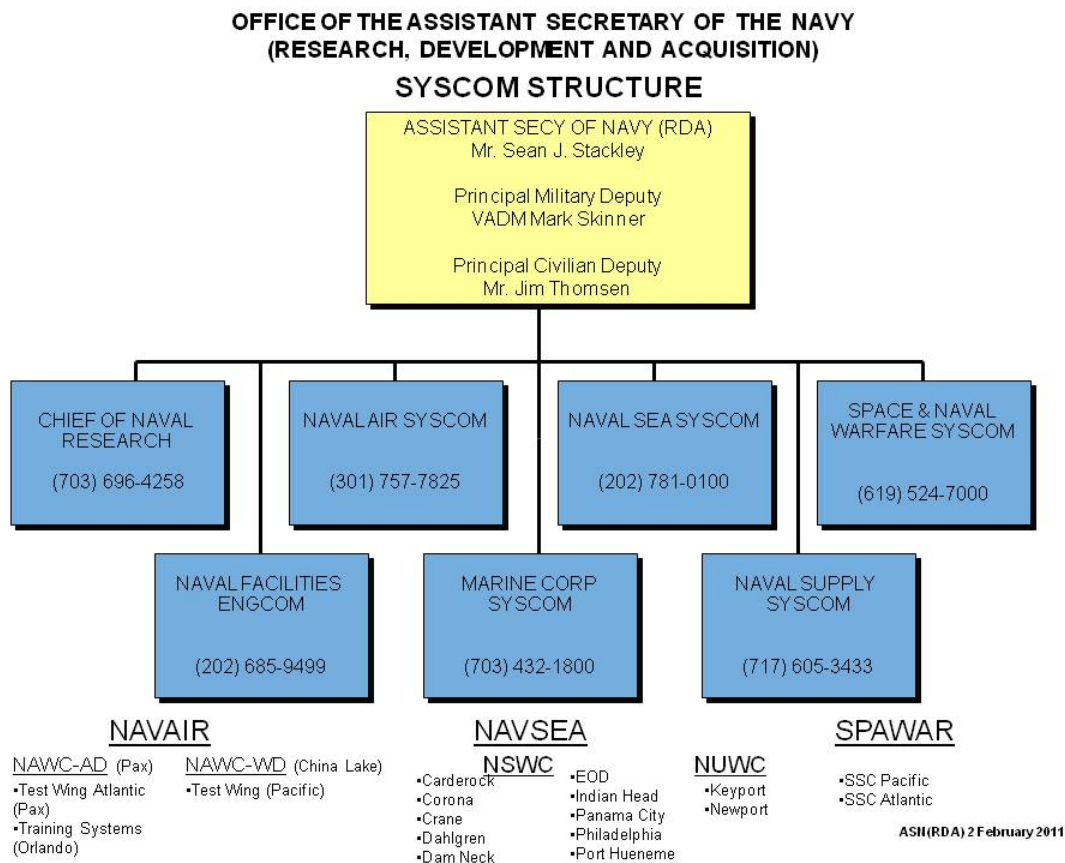 OFFICE OF THE ASSISTANT SECRETARY OF THE NAVY
(RESEARCH, DEVELOPMENT AND ACQUISITION)
SYSCOM STRUCTURE
ASSISTANT SECY OF NAVY (RDA)
Mr. Sean J. Stackley
Principal Military Deputy
VADM Mark Skinner
Principal Civilian Deputy
Mr. Jim Thomsen
CHIEF OF NAVAL
RESEARCH
(703) 696-4258
NAVAL AIR SYSCOM
(301) 757-7825
NAVAL SEA SYSCOM
(202) 781-0100
SPACE & NAVAL
WARFARE SYSCOM
(619) 524-7000
NAVAL FACILITIES
ENGCOM
(202) 685-9499
MARINE CORP
SYSCOM
(703) 432-1800
NAVAL SUPPLY
SYSCOM
(717) 605-3433
NAVAIR
NAWC-AD (Pax)
•Test Wing Atlantic
(Pax)
•Training Systems
(Orlando)
NAWC-WD (China Lake)
•Test Wing (Pacific)
NAVSEA
NSWC
•Carderock
•Corona
•Crane
•Dahlgren
•Dam Neck
•EOD
•Indian Head
•Panama City
•Philadelphia
•Port Hueneme
NUWC
•Keyport
•Newport
SPAWAR
•SSC Pacific
•SSC Atlantic
ASN(RDA) 2 February 2011